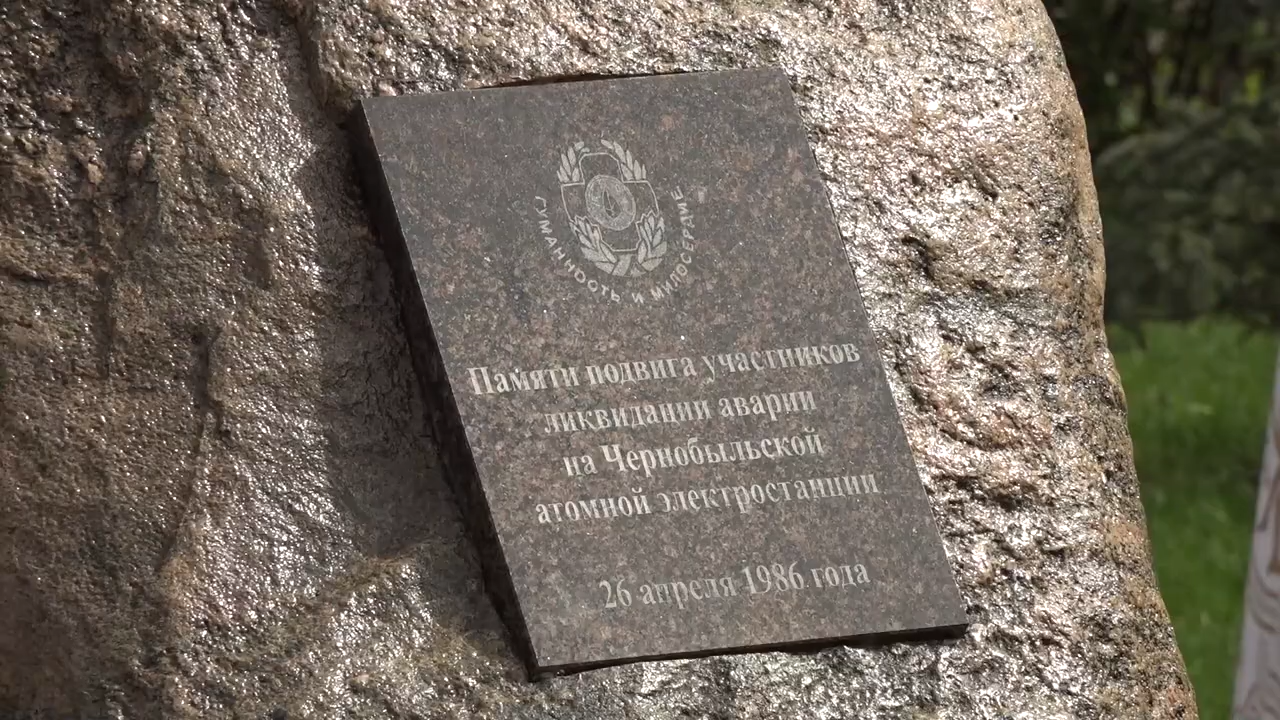 ГУМАННОСТЬ И МИЛОСЕРДИЕ
Памяти подвига участников
ликвидации аварии
на Чернобыльской
атомной электростанции
26 апреля 1986 года